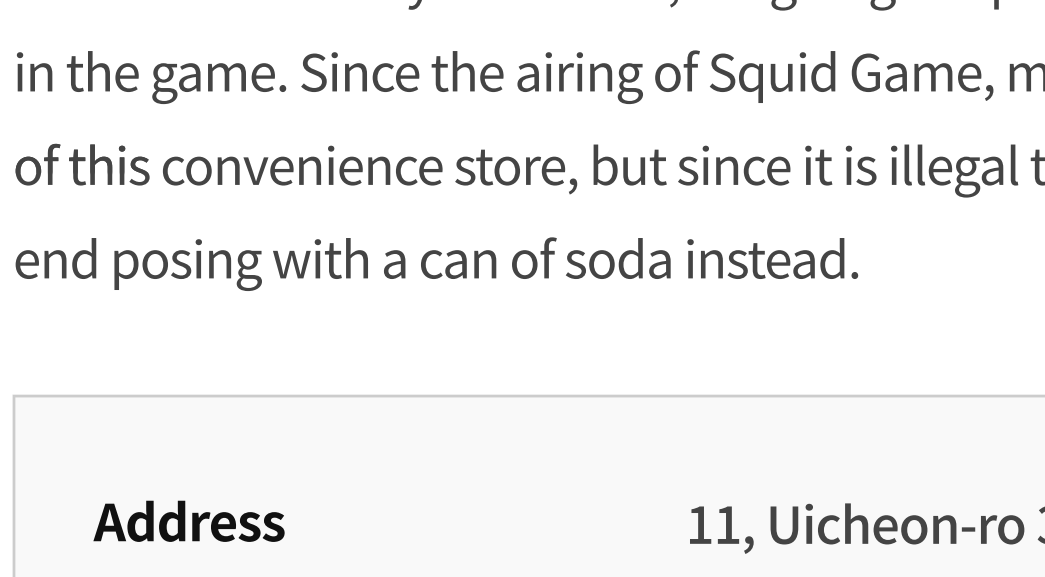 in the game. Since the airing of Squid Game,
of this convenience store, but since it is illegal
end posing with a can of soda instead.
Address
11, Uicheon-ro